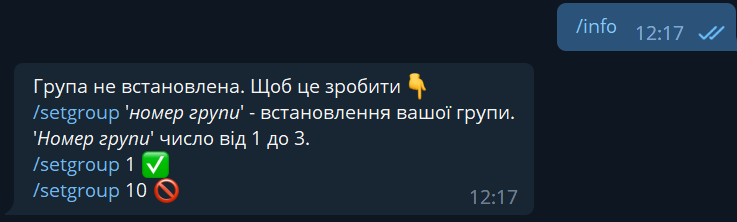 /info 12:17
Група не встановлена. Щоб це зробити 👇
/setgroup 'номер групи' - встановлення вашої групи.
'Номер групи' число від 1 до 3.
/setgroup 1 ✅
/setgroup 10 🚫
12:17